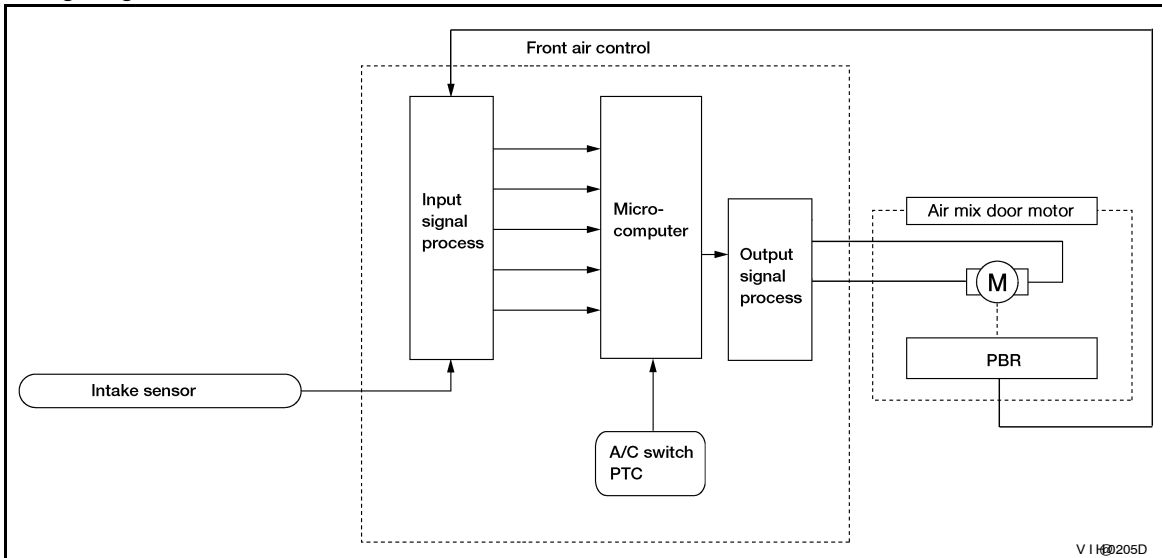 Front air control
Input
signal
process
Micro-
computer
Output
signal
process
Air mix door motor
M
PBR
Intake sensor
A/C switch
PTC